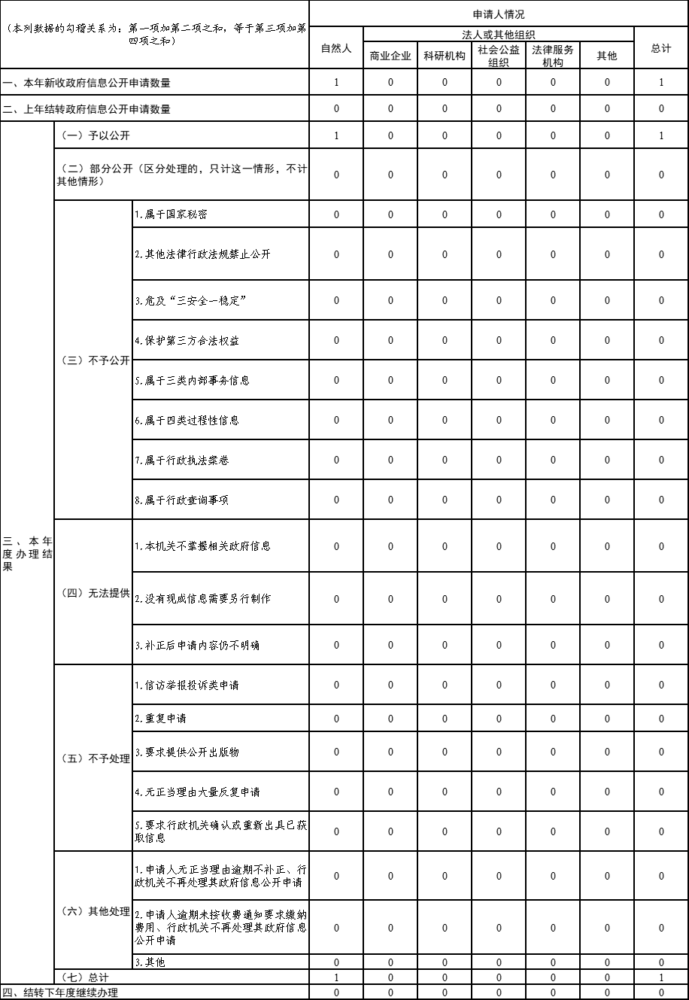 (本列数据的勾稽关系为：第一项加第二项之和，等于第三项加第
四项之和)
申请人情况
自然人
法人或其他组织
总计
商业企业 科研机构 社会公益
组织 法律服务
机构 其他
一、本年新收政府信息公开申请数量 1 0 0 0 0 0 1
二、上年结转政府信息公开申请数量 0 0 0 0 0 0 0
三、本年
度办理结
果
（一）予以公开 1 0 0 0 0 0 1
（二）部分公开（区分处理的，只计这一情形，不计
其他情形） 0 0 0 0 0 0 0
（三）不予公开
1.属于国家秘密 0 0 0 0 0 0 0
2.其他法律行政法规禁止公开 0 0 0 0 0 0 0
3.危及“三安全一稳定” 0 0 0 0 0 0 0
4.保护第三方合法权益 0 0 0 0 0 0 0
5.属于三类内部事务信息 0 0 0 0 0 0 0
6.属于四类过程性信息 0 0 0 0 0 0 0
7.属于行政执法案卷 0 0 0 0 0 0 0
8.属于行政查询事项 0 0 0 0 0 0 0
（四）无法提供
1.本机关不掌握相关政府信息 0 0 0 0 0 0 0
2.没有现成信息需要另行制作 0 0 0 0 0 0 0
3.补正后申请内容仍不明确 0 0 0 0 0 0 0
（五）不予处理
1.信访举报投诉类申请 0 0 0 0 0 0 0
2.重复申请 0 0 0 0 0 0 0
3.要求提供公开出版物 0 0 0 0 0 0 0
4.无正当理由大量反复申请 0 0 0 0 0 0 0
5.要求行政机关确认或重新出具已获
取信息 0 0 0 0 0 0 0
（六）其他处理
1.申请人无正当理由逾期不补正、行
政机关不再处理其政府信息公开申请 0 0 0 0 0 0 0
2.申请人逾期未按收费通知要求缴纳
费用、行政机关不再处理其政府信息
公开申请 0 0 0 0 0 0 0
3.其他 0 0 0 0 0 0 0
（七）总计 1 0 0 0 0 0 1
四、结转下年度继续办理 0 0 0 0 0 0 0